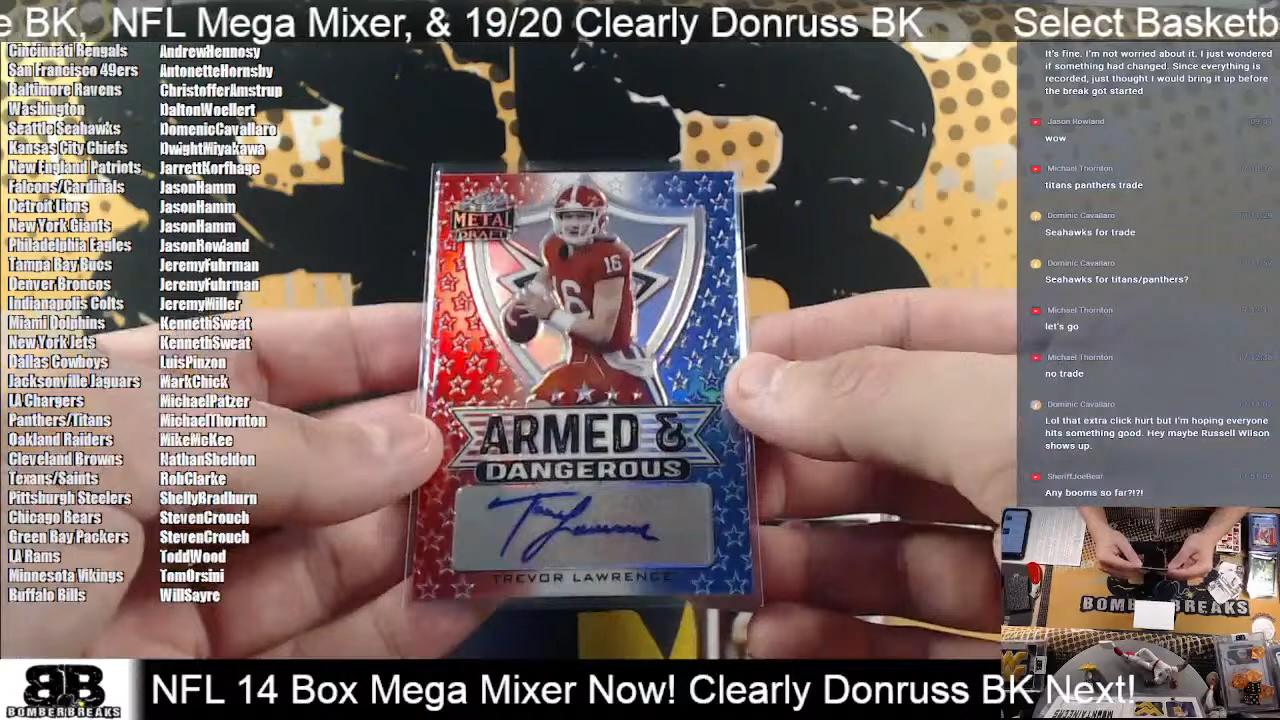 e BK, NFL Mega Mixer, & 19/20 Clearly Donruss BK Select Basketb
Cincinnati Bengals AndrewHennosy
San Francisco 49ers AntonetteHornsby
Baltimore Ravens ChristofferAmstrup
Washington DaltonWoellert
Seattle Seahawks DomenicCavallaro
Kansas City Chiefs DwightMiyakawa
New England Patriots JarrettKorfhage
Falcons/Cardinals JasonHamm
Detroit Lions JasonHamm
New York Giants JasonHamm
Philadelphia Eagles JasonRowland
Tampa Bay Bucs JeremyFuhrman
Denver Broncos JeremyFuhrman
Indianapolis Colts JeremyMiller
Miami Dolphins KennethSweat
New York Jets KennethSweat
Dallas Cowboys LuisPinzon
Jacksonville Jaguars MarkChick
LA Chargers MichaelPatzer
Panthers/Titans MichaelThornton
Oakland Raiders MikeMcKee
Cleveland Browns NathanSheldon
Texans/Saints RobClarke
Pittsburgh Steelers ShellyBradburn
Chicago Bears StevenCrouch
Green Bay Packers StevenCrouch
LA Rams ToddWood
Minnesota Vikings TomOrsini
Buffalo Bills WillSayre
METAL
DRAFT
16
16
ARMED &
DANGEROUS
TREVOR LAWRENCE
It's fine. I'm not worried about it. I just wondered
if something had changed. Since everything is
recorded, just thought I would bring it up before
the break got started
Jason Rowland
wow
Michael Thornton
titans panthers trade
Dominic Cavallaro
Seahawks for trade
Dominic Cavallaro
Seahawks for titans/panthers?
Michael Thornton
let's go
Michael Thornton
no trade
Dominic Cavallaro
Lol that extra click hurt but I'm hoping everyone
hits something good. Hey maybe Russell Wilson
shows up.
SheriffJoeBear
Any booms so far?!?!
BOMBER BREAKS
BB
BOMBERBREAKS
NFL 14 Box Mega Mixer Now! Clearly Donruss BK Next!